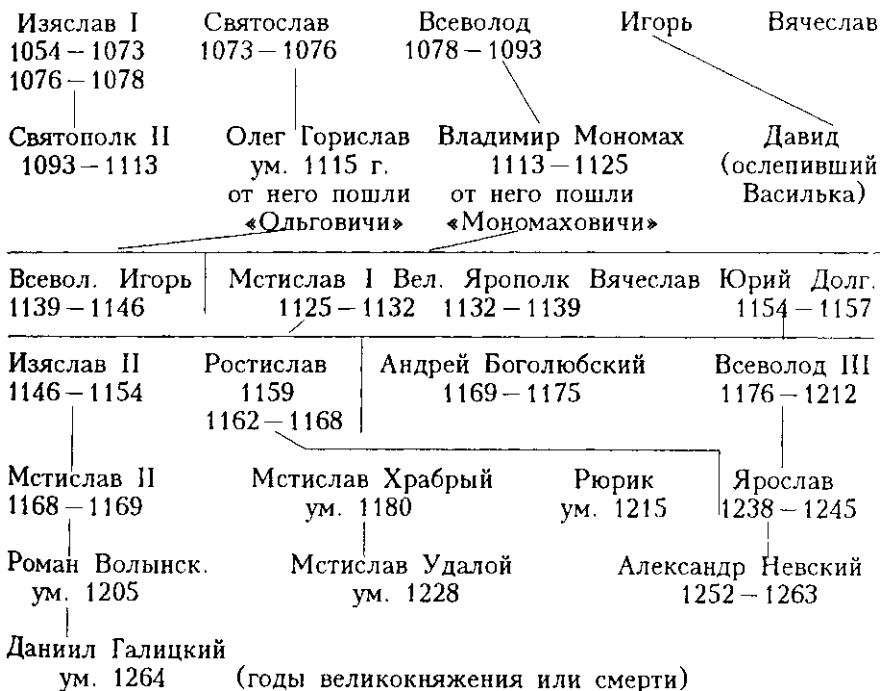 Изяслав I Святослав Всеволод Игорь Вячеслав
1054–1073 1073–1076 1078–1093
1076–1078
Святополк II Олег Горислав Владимир Мономах Давид
1093–1113 ум. 1115 г. 1113–1125 (ослепивший
от него пошли от него пошли Василька)
«Ольговичи» «Мономаховичи»
Всевол. Игорь Мстислав I Вел. Ярополк Вячеслав Юрий Долг.
1139–1146 1125–1132 1132–1139 1154–1157
Изяслав II Ростислав Андрей Боголюбский Всеволод III
1146–1154 1159 1169–1175 1176–1212
1162–1168
Мстислав II Мстислав Храбрый Рюрик Ярослав
1168–1169 ум. 1180 ум. 1215 1238–1245
Роман Волынск. Мстислав Удалой Александр Невский
ум. 1205 ум. 1228 1252–1263
Даниил Галицкий
ум. 1264 (годы великокняжения или смерти)